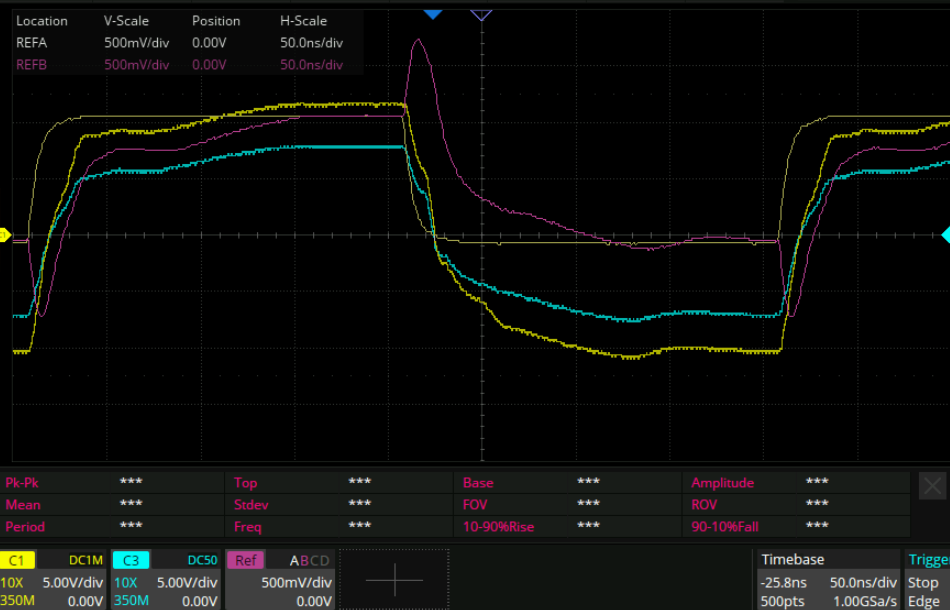 Location V-Scale Position H-Scale
REFA 500mV/div 0.00V 50.0ns/div
REFB 500mV/div 0.00V 50.0ns/div
Pk-Pk *** Top *** Base *** Amplitude ***
Mean *** Stdev *** FOV *** ROV ***
Period *** Freq *** 10-90%Rise *** 90-10%Fall ***
C1 DC1M C3 DC50 Ref ABCD Timebase Trigge
10X 5.00V/div 10X 5.00V/div 500mV/div -25.8ns 50.0ns/div Stop
350M 0.00V 350M 0.00V 0.00V 500pts 1.00GSa/s Edge